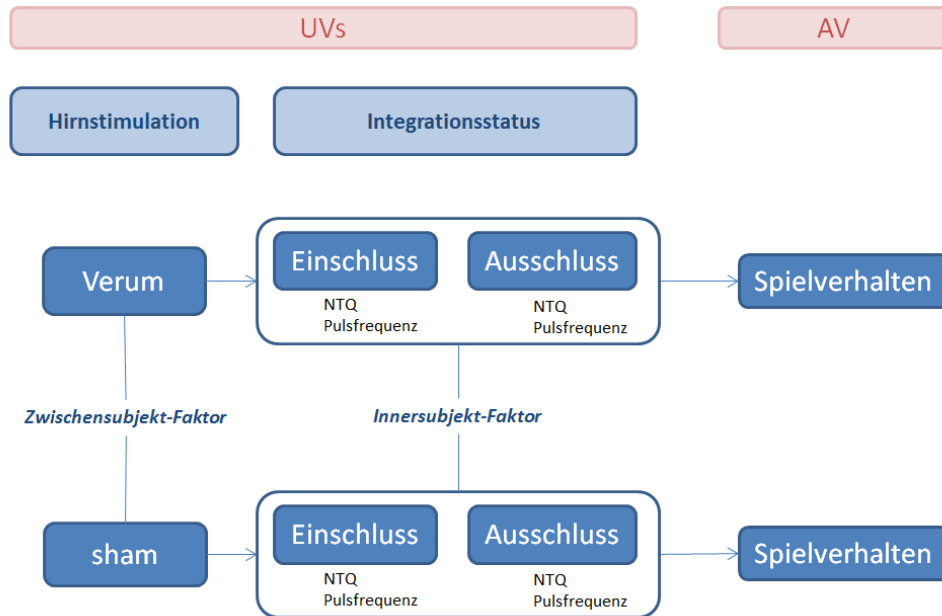 UVs
AV
Hirnstimulation
Integrationsstatus
Verum
Einschluss
Ausschluss
Spielverhalten
NTQ
Pulsfrequenz
NTQ
Pulsfrequenz
Zwischensubjekt-Faktor
Innersubjekt-Faktor
sham
Einschluss
Ausschluss
Spielverhalten
NTQ
Pulsfrequenz
NTQ
Pulsfrequenz